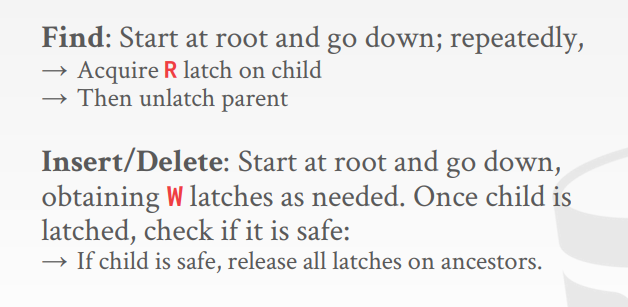 Find: Start at root and go down; repeatedly,
→ Acquire R latch on child
→ Then unlatch parent
Insert/Delete: Start at root and go down,
obtaining W latches as needed. Once child is
latched, check if it is safe:
→ If child is safe, release all latches on ancestors.